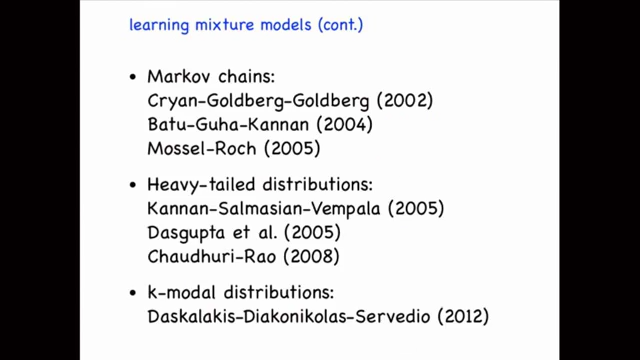 learning mixture models (cont.)
• Markov chains:
Cryan-Goldberg-Goldberg (2002)
Batu-Guha-Kannan (2004)
Mossel-Roch (2005)
• Heavy-tailed distributions:
Kannan-Salmasian-Vempala (2005)
Dasgupta et al. (2005)
Chaudhuri-Rao (2008)
• k-modal distributions:
Daskalakis-Diakonikolas-Servedio (2012)